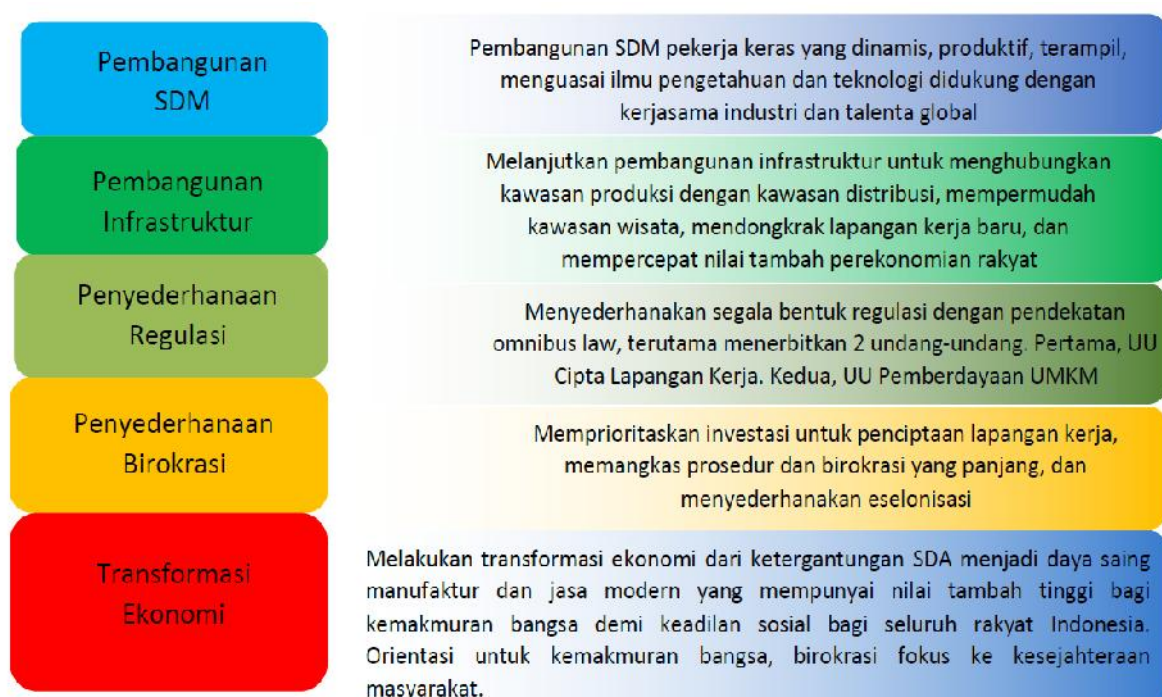 Pembangunan
SDM
Pembangunan SDM pekerja keras yang dinamis, produktif, terampil,
menguasai ilmu pengetahuan dan teknologi didukung dengan
kerjasama industri dan talenta global
Pembangunan
Infrastruktur
Melanjutkan pembangunan infrastruktur untuk menghubungkan
kawasan produksi dengan kawasan distribusi, mempermudah
kawasan wisata, mendongkrak lapangan kerja baru, dan
mempercepat nilai tambah perekonomian rakyat
Penyederhanaan
Regulasi
Menyederhanakan segala bentuk regulasi dengan pendekatan
omnibus law, terutama menerbitkan 2 undang-undang. Pertama, UU
Cipta Lapangan Kerja. Kedua, UU Pemberdayaan UMKM
Penyederhanaan
Birokrasi
Memprioritaskan investasi untuk penciptaan lapangan kerja,
memangkas prosedur dan birokrasi yang panjang, dan
menyederhanakan eselonisasi
Transformasi
Ekonomi
Melakukan transformasi ekonomi dari ketergantungan SDA menjadi daya saing
manufaktur dan jasa modern yang mempunyai nilai tambah tinggi bagi
kemakmuran bangsa demi keadilan sosial bagi seluruh rakyat Indonesia.
Orientasi untuk kemakmuran bangsa, birokrasi fokus ke kesejahteraan
masyarakat.